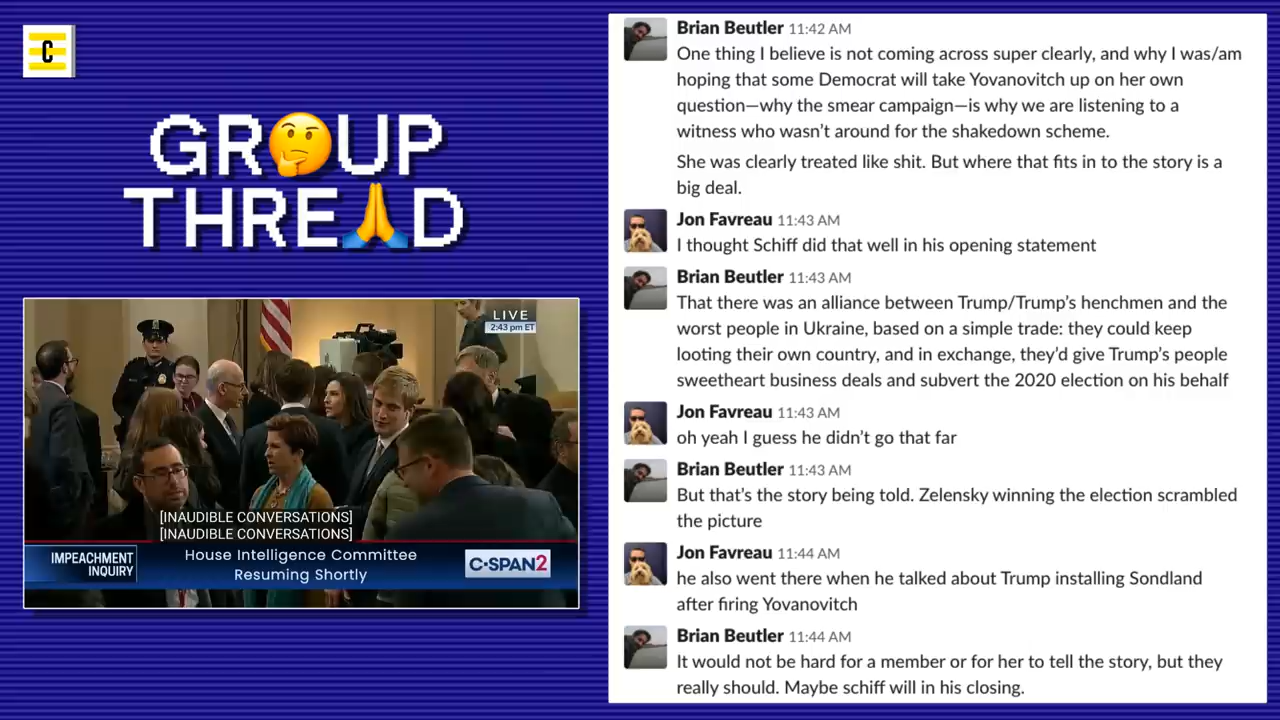 C
GR🤔UP
THRE🙏D
LIVE
2:43 pm ET
[INAUDIBLE CONVERSATIONS]
[INAUDIBLE CONVERSATIONS]
IMPEACHMENT
INQUIRY
House Intelligence Committee
Resuming Shortly
C-SPAN2
Brian Beutler 11:42 AM
One thing I believe is not coming across super clearly, and why I was/am
hoping that some Democrat will take Yovanovitch up on her own
question—why the smear campaign—is why we are listening to a
witness who wasn't around for the shakedown scheme.
She was clearly treated like shit. But where that fits in to the story is a
big deal.
Jon Favreau 11:43 AM
I thought Schiff did that well in his opening statement
Brian Beutler 11:43 AM
That there was an alliance between Trump/Trump's henchmen and the
worst people in Ukraine, based on a simple trade: they could keep
looting their own country, and in exchange, they'd give Trump's people
sweetheart business deals and subvert the 2020 election on his behalf
Jon Favreau 11:43 AM
oh yeah I guess he didn't go that far
Brian Beutler 11:43 AM
But that's the story being told. Zelensky winning the election scrambled
the picture
Jon Favreau 11:44 AM
he also went there when he talked about Trump installing Sondland
after firing Yovanovitch
Brian Beutler 11:44 AM
It would not be hard for a member or for her to tell the story, but they
really should. Maybe schiff will in his closing.